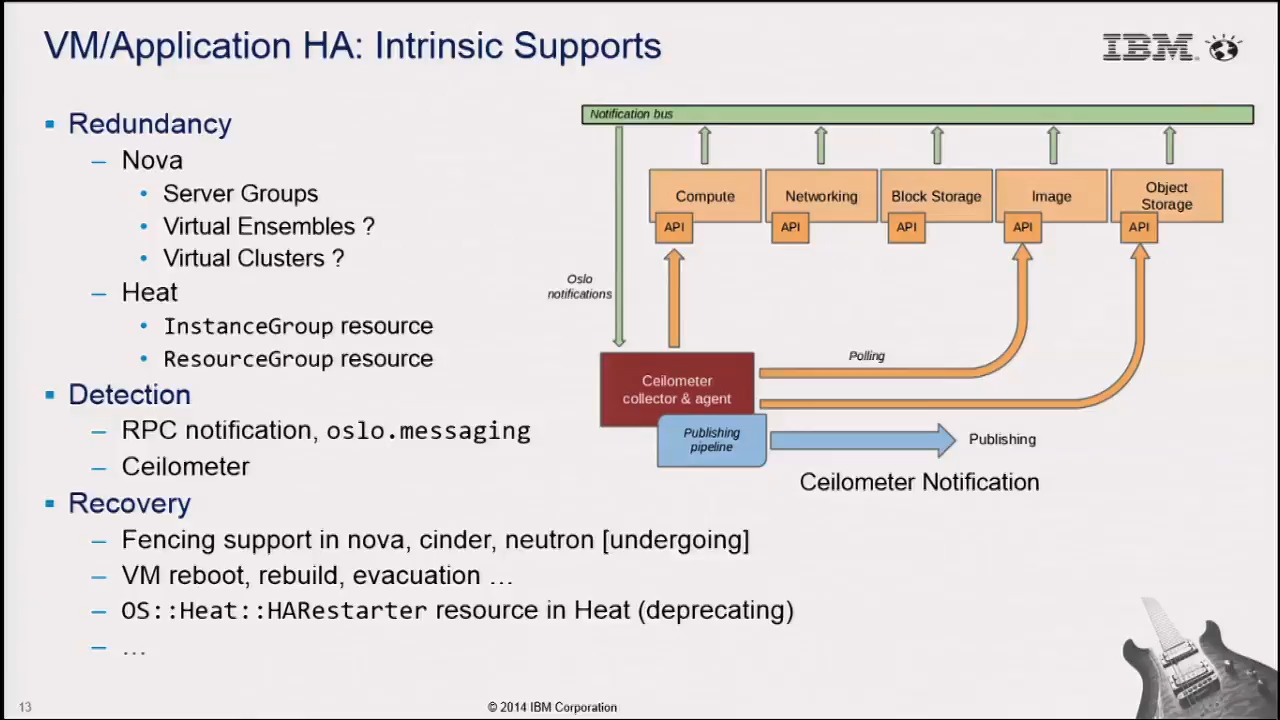 VM/Application HA: Intrinsic Supports
IBM
Redundancy
– Nova
• Server Groups
• Virtual Ensembles ?
• Virtual Clusters ?
– Heat
• InstanceGroup resource
• ResourceGroup resource
Detection
– RPC notification, oslo.messaging
– Ceilometer
Recovery
– Fencing support in nova, cinder, neutron [undergoing]
– VM reboot, rebuild, evacuation …
– OS::Heat::HARestarter resource in Heat (deprecating)
– …
Notification bus
Compute
Networking
Block Storage
Image
Object
Storage
API
API
API
API
API
Oslo
notifications
Polling
Ceilometer
collector & agent
Publishing
pipeline
Publishing
Ceilometer Notification
13
© 2014 IBM Corporation